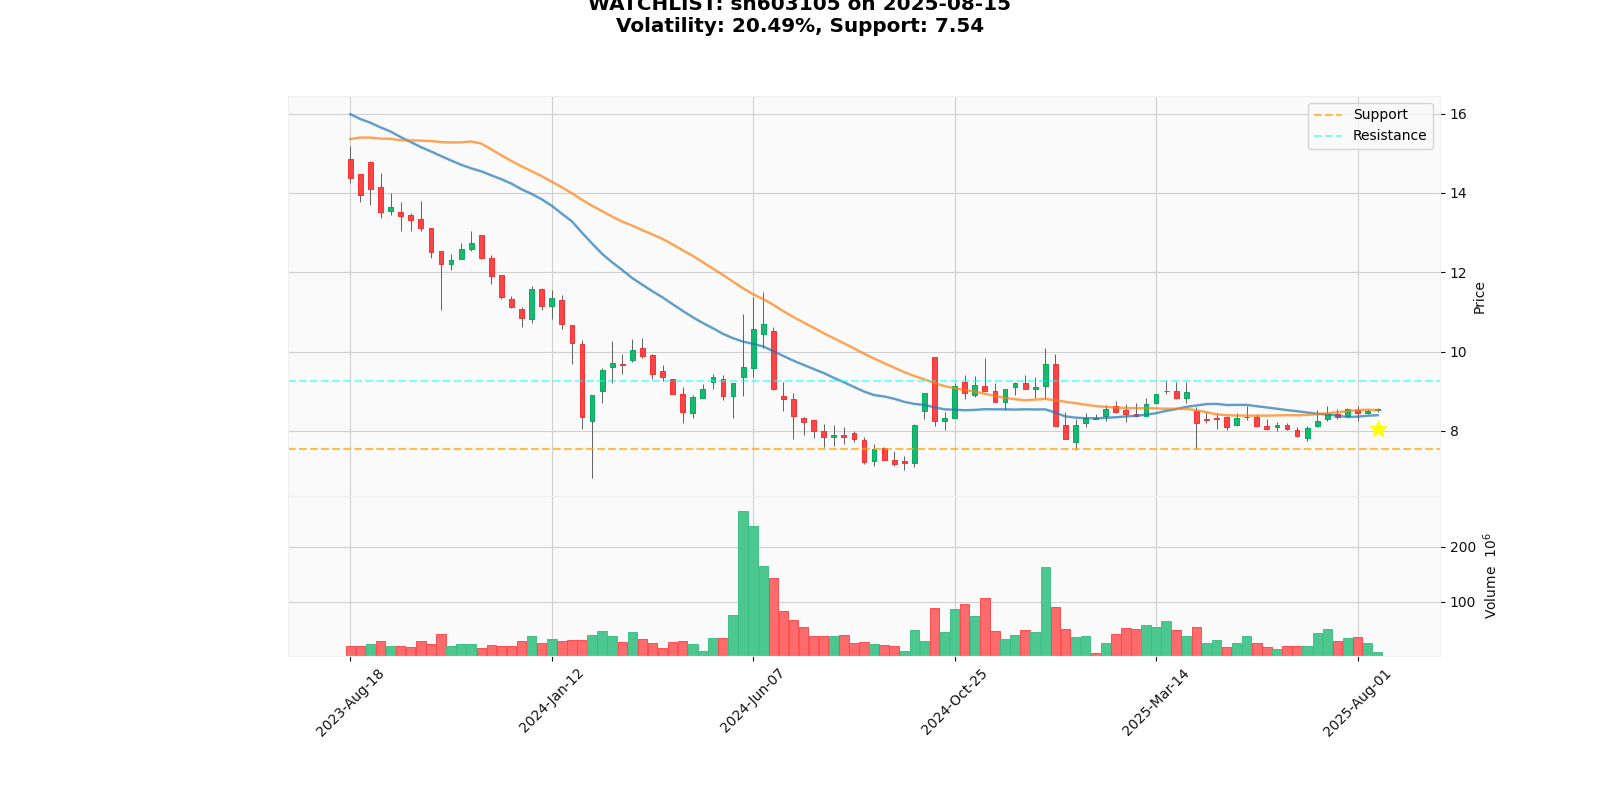 WATCHLIST: sh603105 on 2025-08-15
Volatility: 20.49%, Support: 7.54
Support
Resistance
16
14
12
10
8
Price
200
100
Volume 10^6
2023-Aug-18
2024-Jan-12
2024-Jun-07
2024-Oct-25
2025-Mar-14
2025-Aug-01